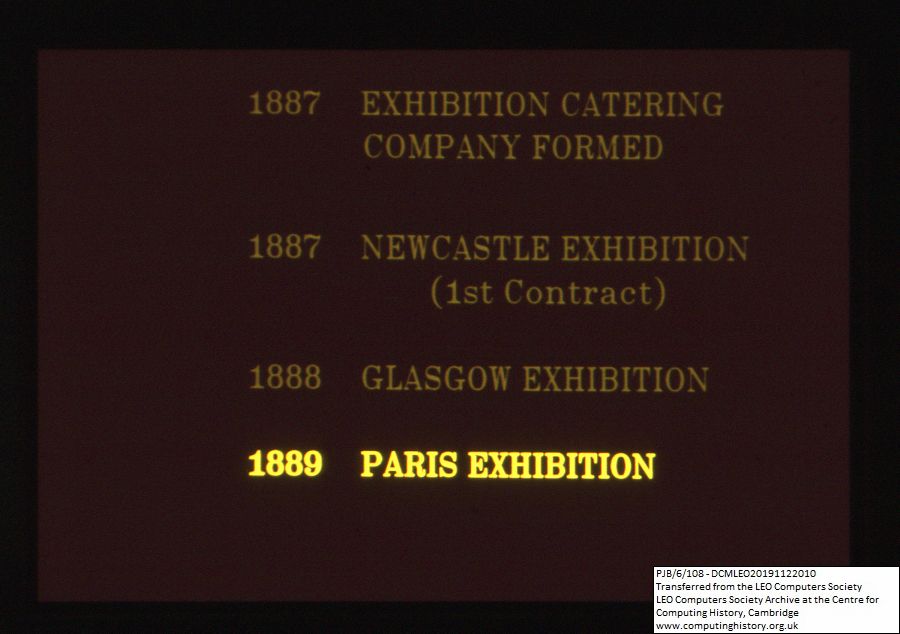 1887 EXHIBITION CATERING
COMPANY FORMED
1887 NEWCASTLE EXHIBITION
(1st Contract)
1888 GLASGOW EXHIBITION
1889 PARIS EXHIBITION
PJB/6/108 - DCMLEO20191122010
Transferred from the LEO Computers Society
LEO Computers Society Archive at the Centre for
Computing History, Cambridge
www.computinghistory.org.uk